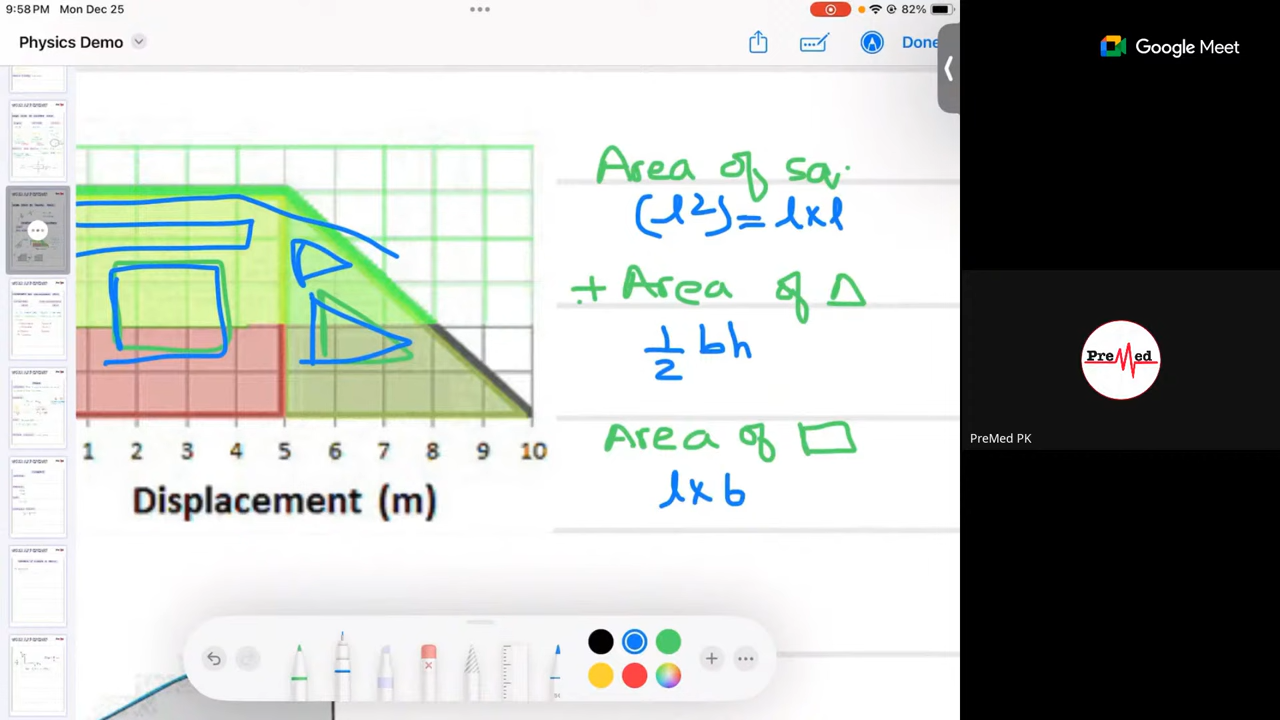 9:58 PM Mon Dec 25
82%
Physics Demo
Done
Google Meet
Area of sq.
(l2) = l x l
+ Area of Δ
1/2 bh
Area of ▭
l x b
1 2 3 4 5 6 7 8 9 10
Displacement (m)
PreMed
PreMed PK